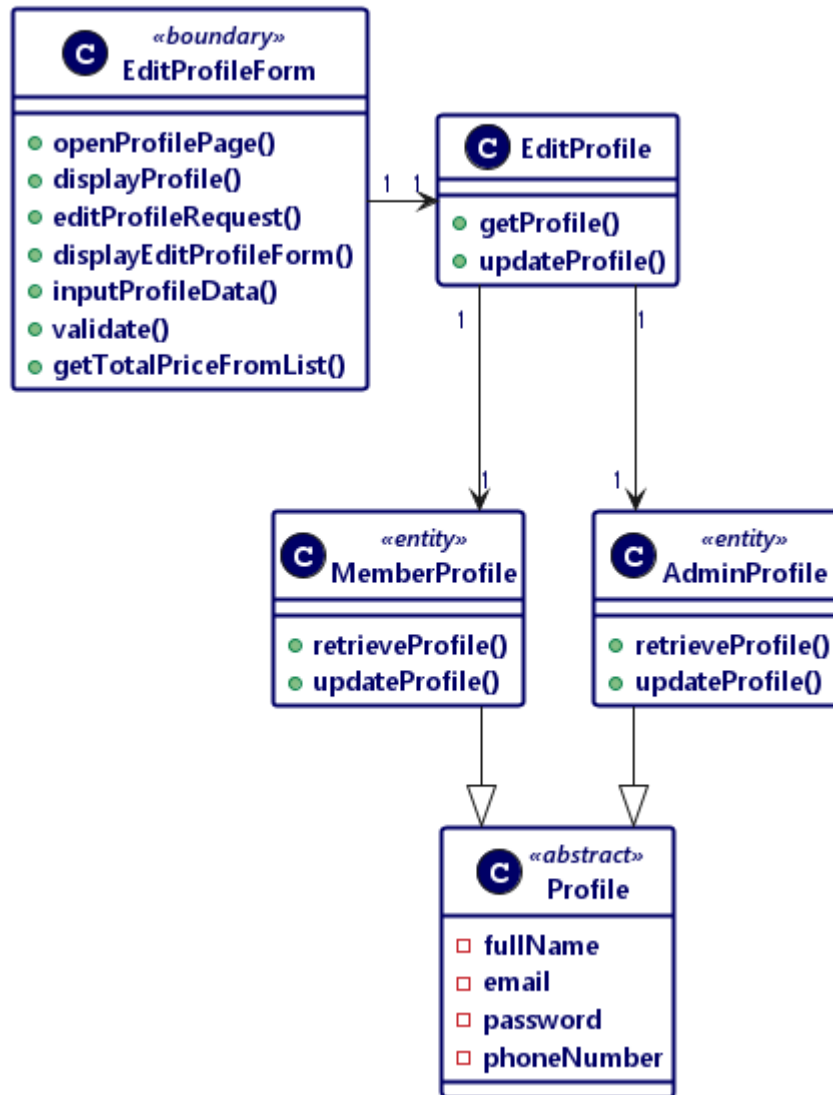 «boundary»
C EditProfileForm
openProfilePage()
displayProfile()
editProfileRequest()
displayEditProfileForm()
inputProfileData()
validate()
getTotalPriceFromList()
1 1
C EditProfile
getProfile()
updateProfile()
1 1
1 1
«entity»
C MemberProfile
retrieveProfile()
updateProfile()
«entity»
C AdminProfile
retrieveProfile()
updateProfile()
«abstract»
C Profile
fullName
email
password
phoneNumber